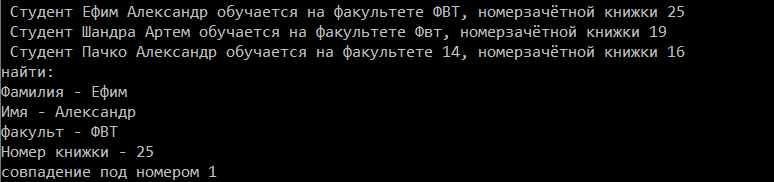 Студент Ефим Александр обучается на факультете ФВТ, номерзачётной книжки 25
Студент Шандра Артем обучается на факультете Фвт, номерзачётной книжки 19
Студент Пачко Александр обучается на факультете 14, номерзачётной книжки 16
найти:
Фамилия - Ефим
Имя - Александр
факульт - ФВТ
Номер книжки - 25
совпадение под номером 1